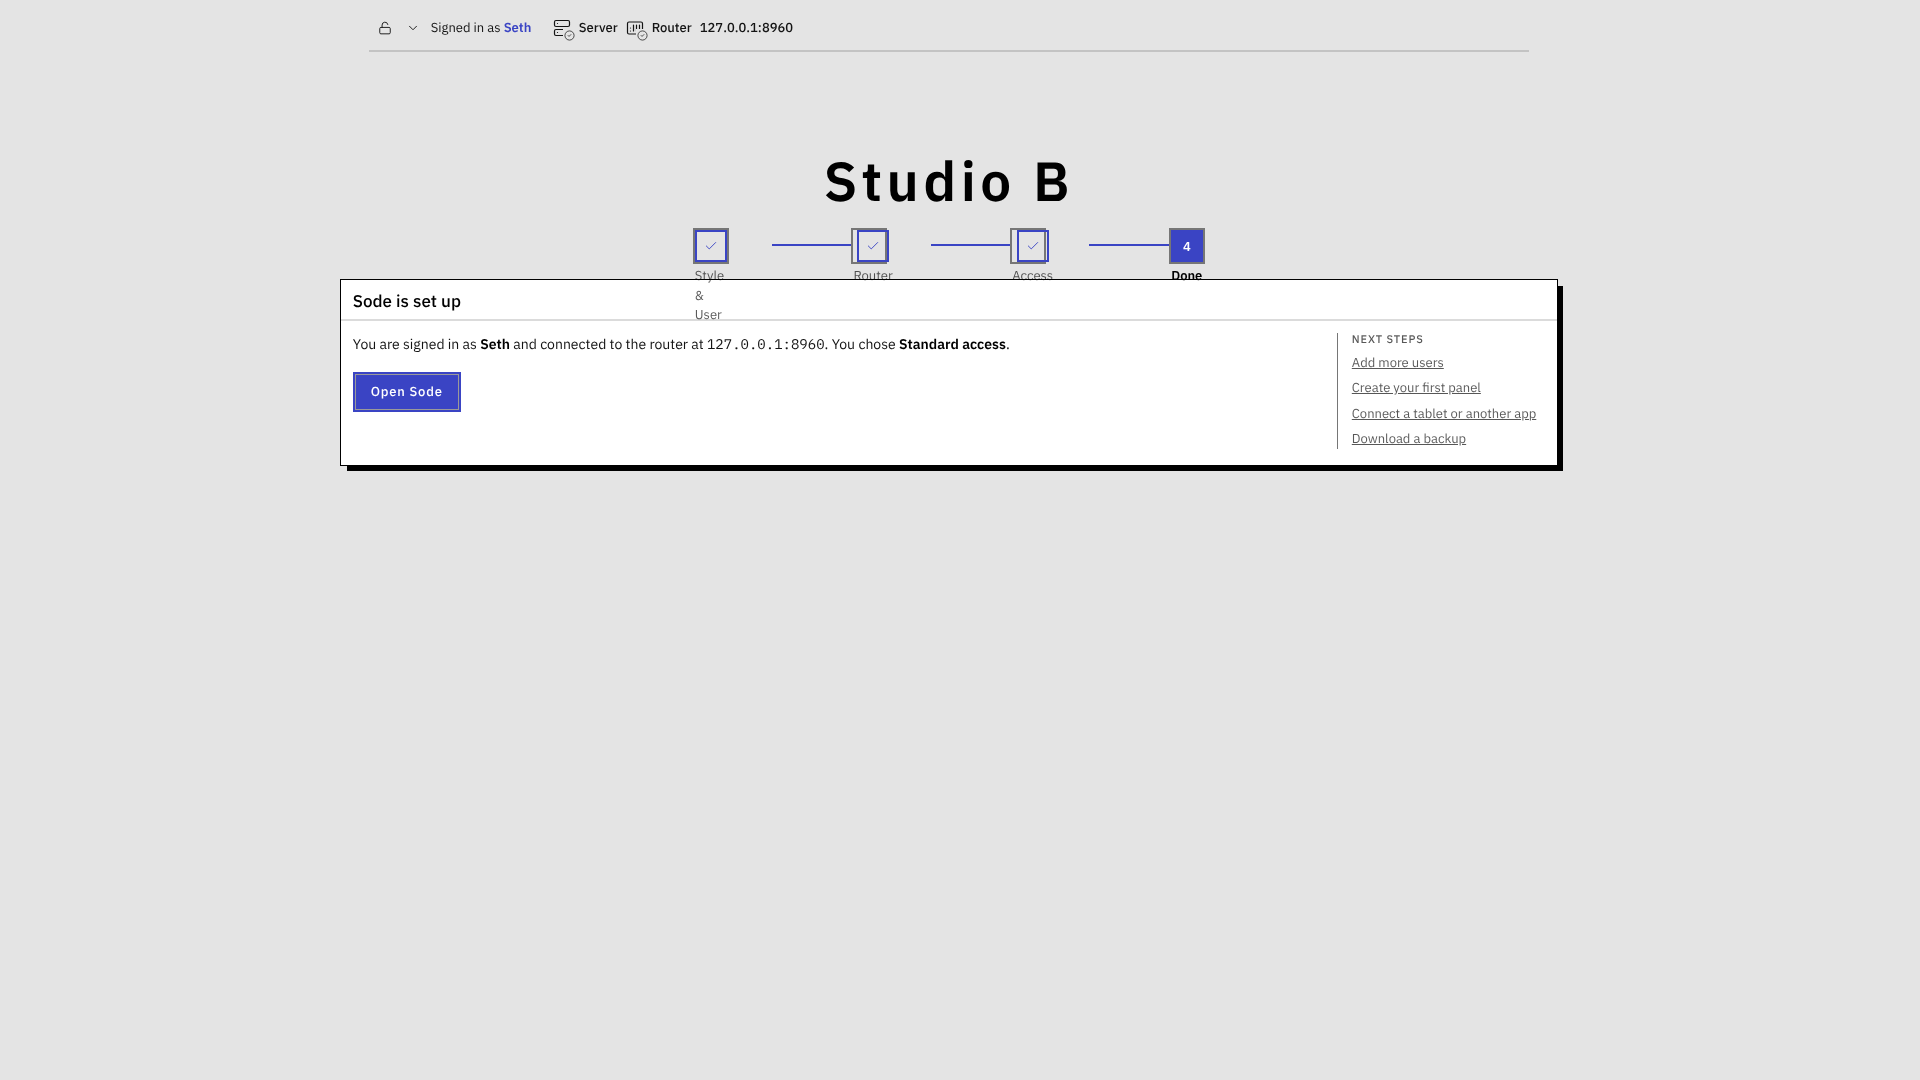 Signed in as Seth Server Router 127.0.0.1:8960
Studio B
4
Style
&
User
Router
Access
Done
Sode is set up
You are signed in as Seth and connected to the router at 127.0.0.1:8960. You chose Standard access.
Open Sode
NEXT STEPS
Add more users
Create your first panel
Connect a tablet or another app
Download a backup